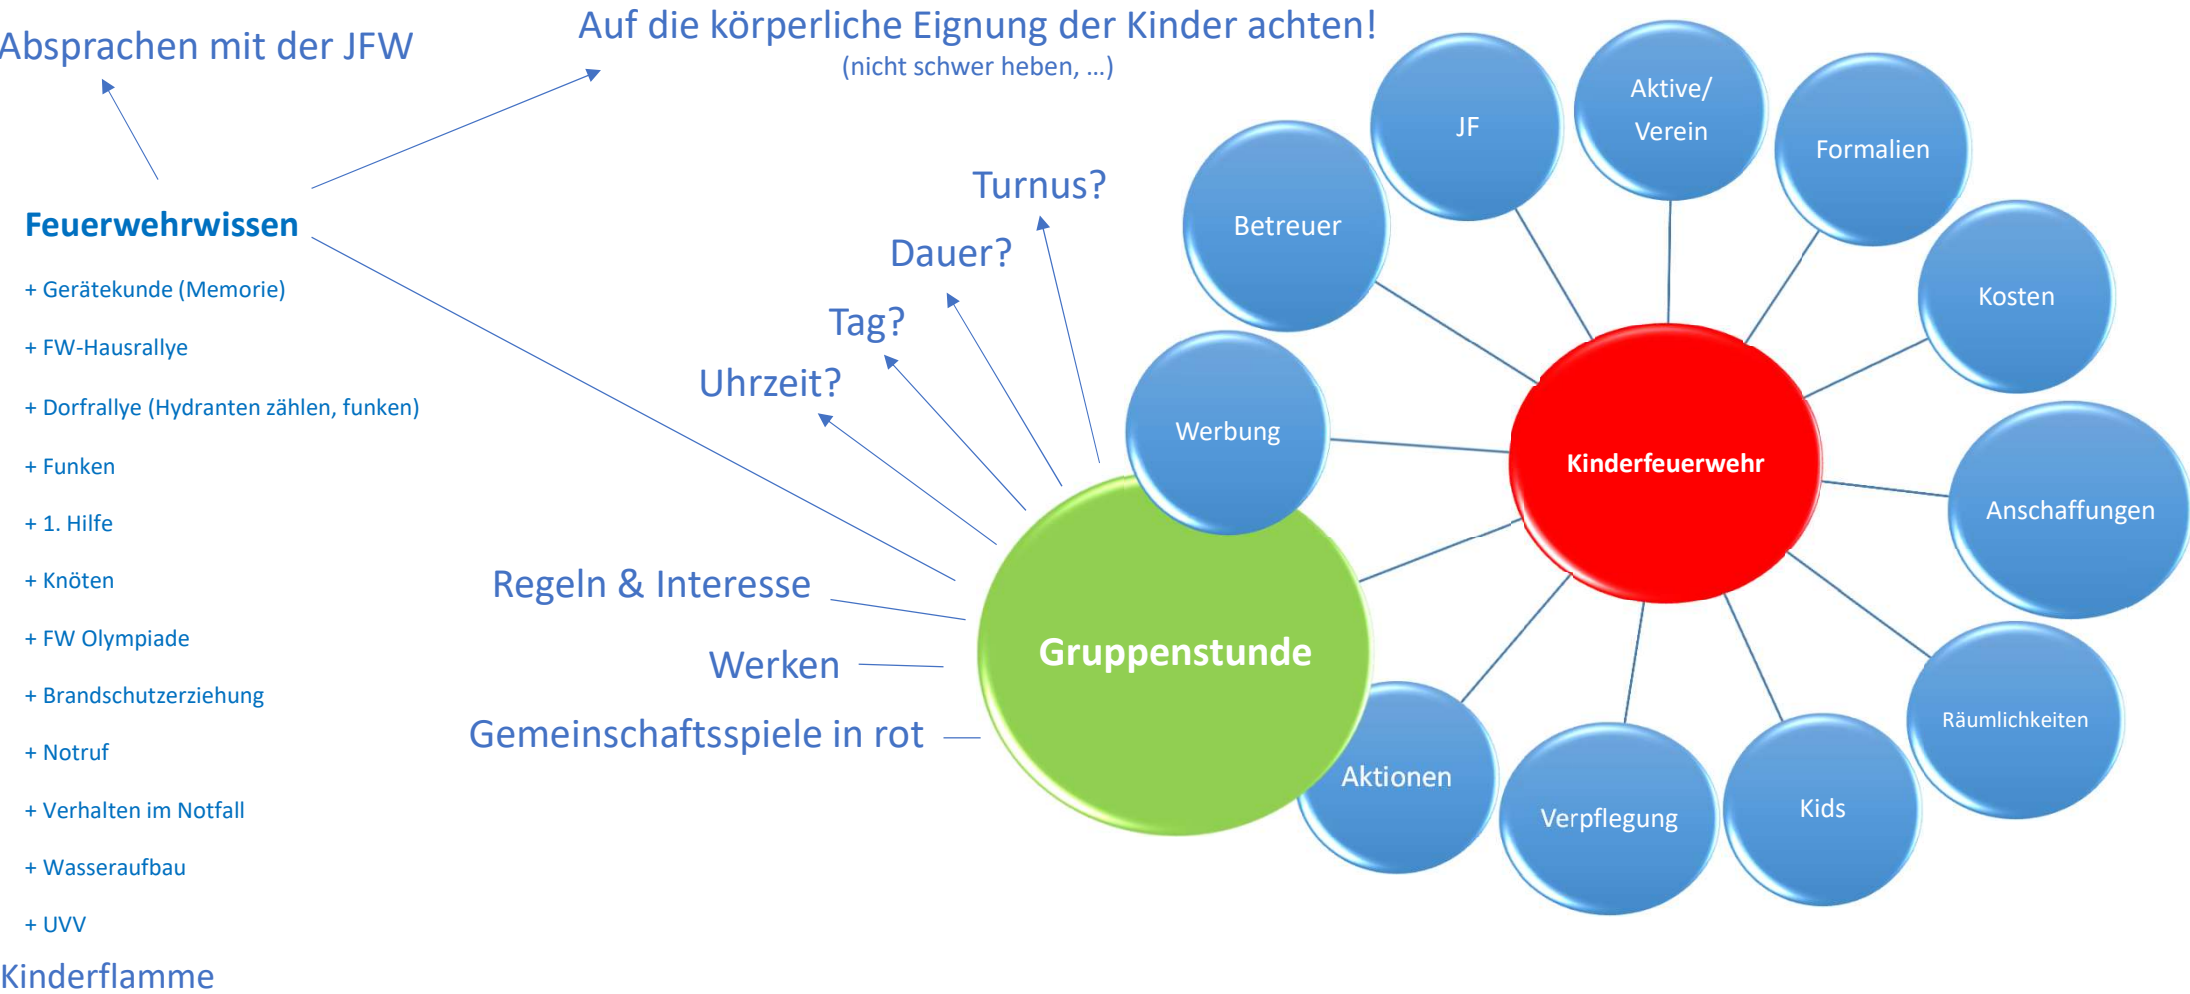 Absprachen mit der JFW
Auf die körperliche Eignung der Kinder achten!
(nicht schwer heben, …)
Feuerwehrwissen
+ Gerätekunde (Memorie)
+ FW-Hausrallye
+ Dorfrallye (Hydranten zählen, funken)
+ Funken
+ 1. Hilfe
+ Knöten
+ FW Olympiade
+ Brandschutzerziehung
+ Notruf
+ Verhalten im Notfall
+ Wasseraufbau
+ UVV
Kinderflamme
Turnus?
Dauer?
Tag?
Uhrzeit?
Regeln & Interesse
Werken
Gemeinschaftsspiele in rot
Gruppenstunde
Kinderfeuerwehr
Werbung
Betreuer
JF
Aktive/
Verein
Formalien
Kosten
Anschaffungen
Räumlichkeiten
Kids
Verpflegung
Aktionen